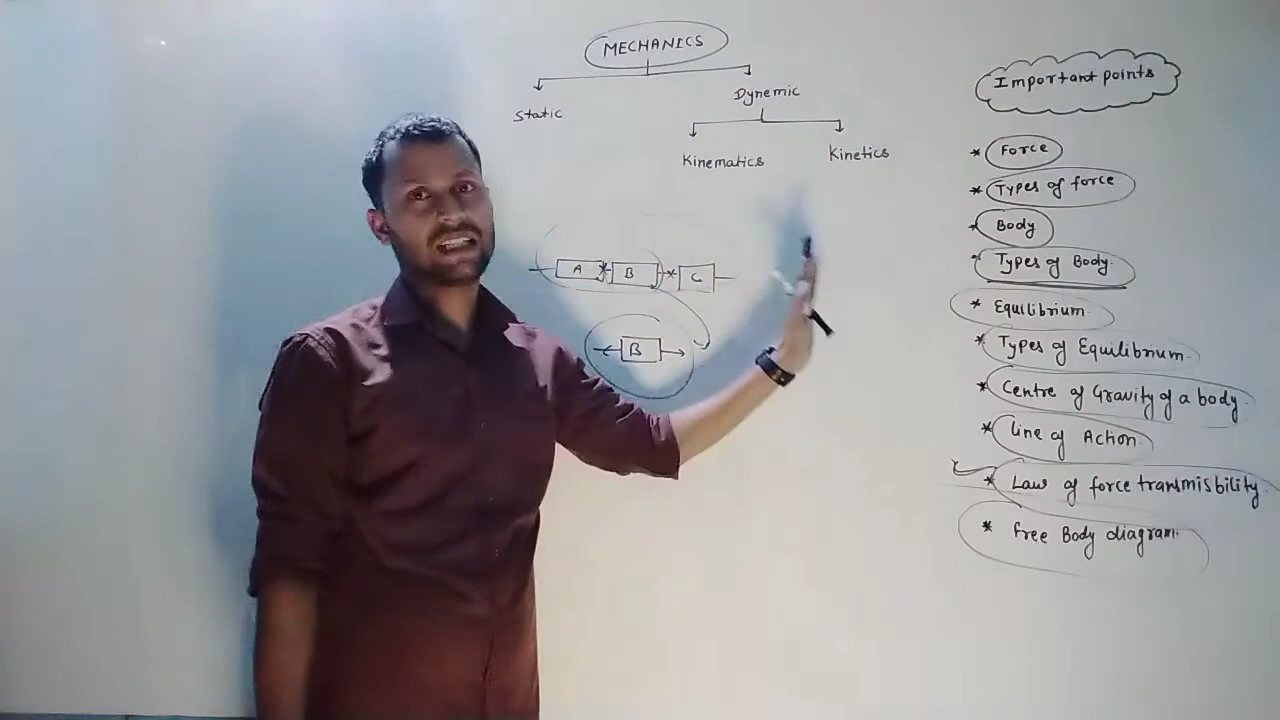 MECHANICS
Static
Dynemic
Kinematics
Kinetics
A
B
C
B
Important points
* Force
* Types of force
* Body
* Types of Body
* Equilibrium
* Types of Equilibrium.
* Centre of Gravity of a body.
* Line of Action.
* Law of force transmisbility.
* Free Body diagram.